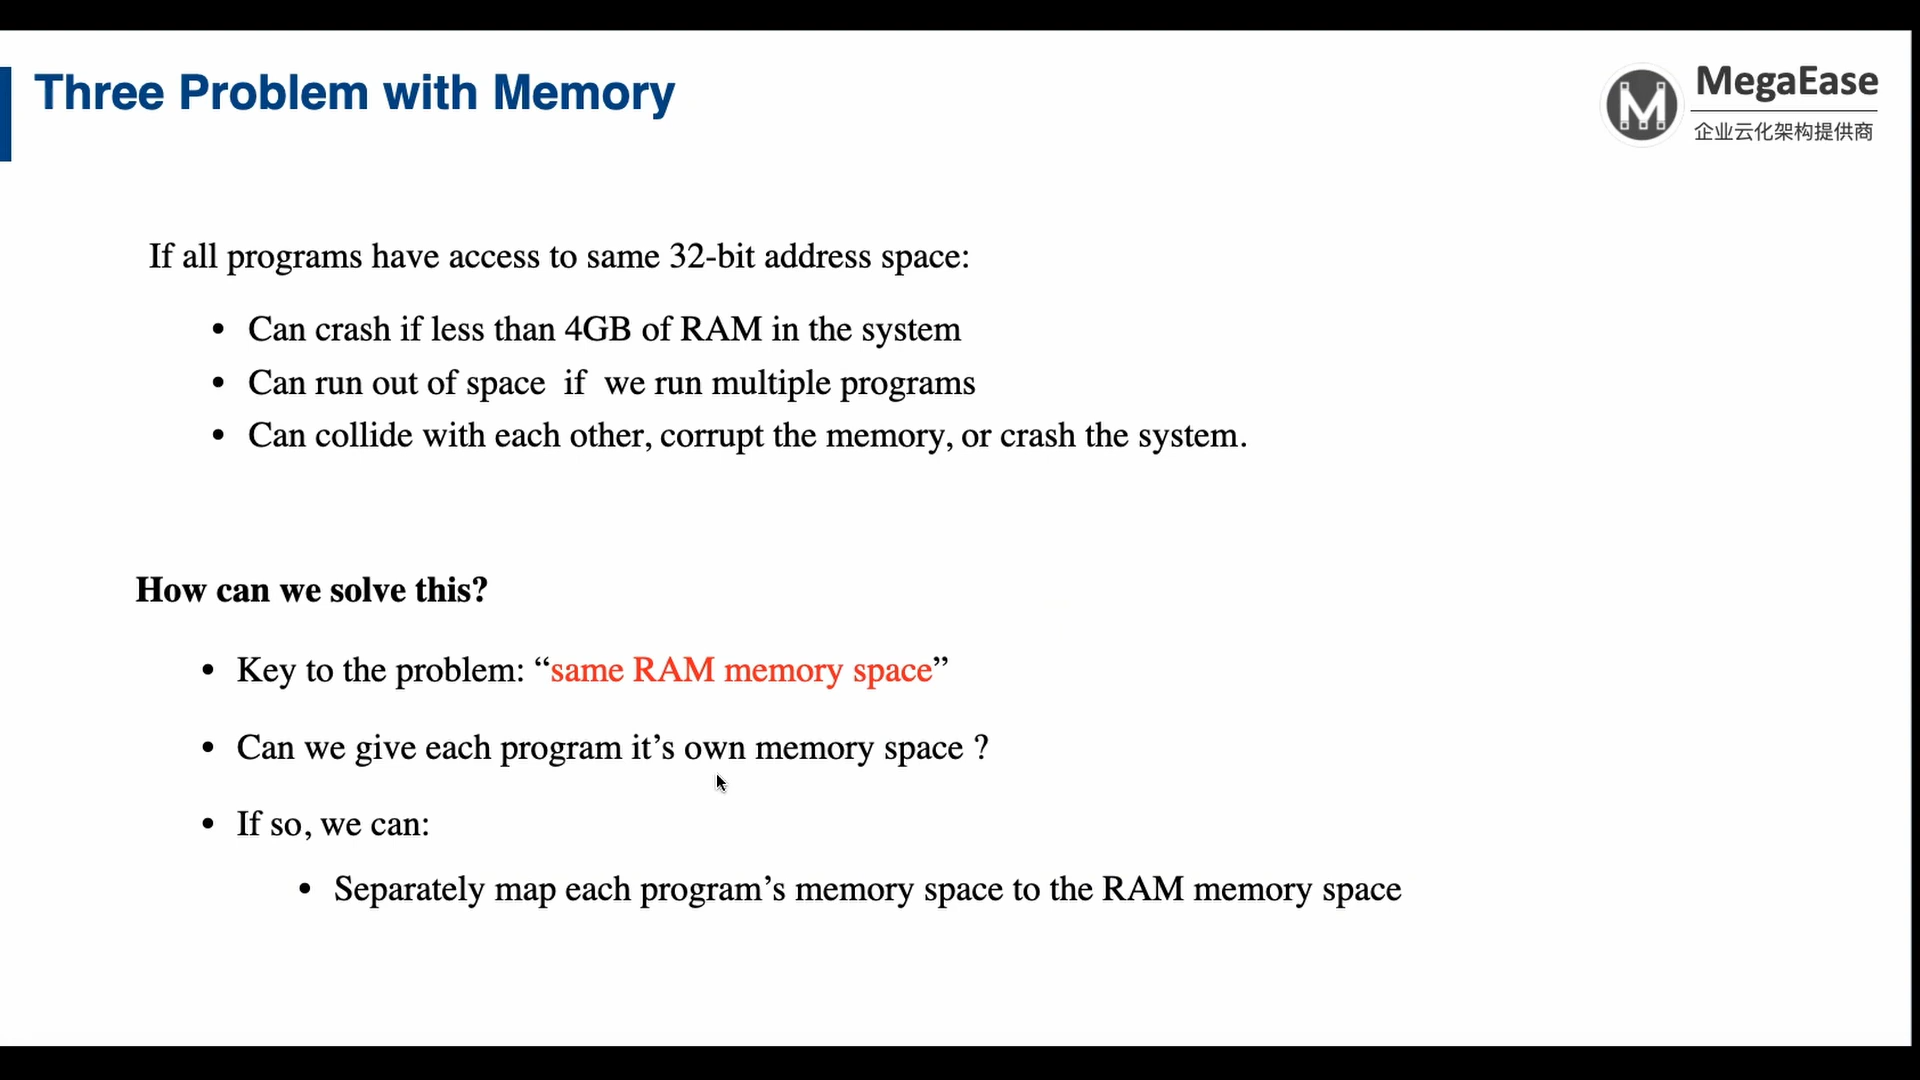 Three Problem with Memory
MegaEase
企业云化架构提供商
If all programs have access to same 32-bit address space:
• Can crash if less than 4GB of RAM in the system
• Can run out of space  if  we run multiple programs
• Can collide with each other, corrupt the memory, or crash the system.
How can we solve this?
• Key to the problem: “same RAM memory space”
• Can we give each program it’s own memory space ?
• If so, we can:
• Separately map each program’s memory space to the RAM memory space